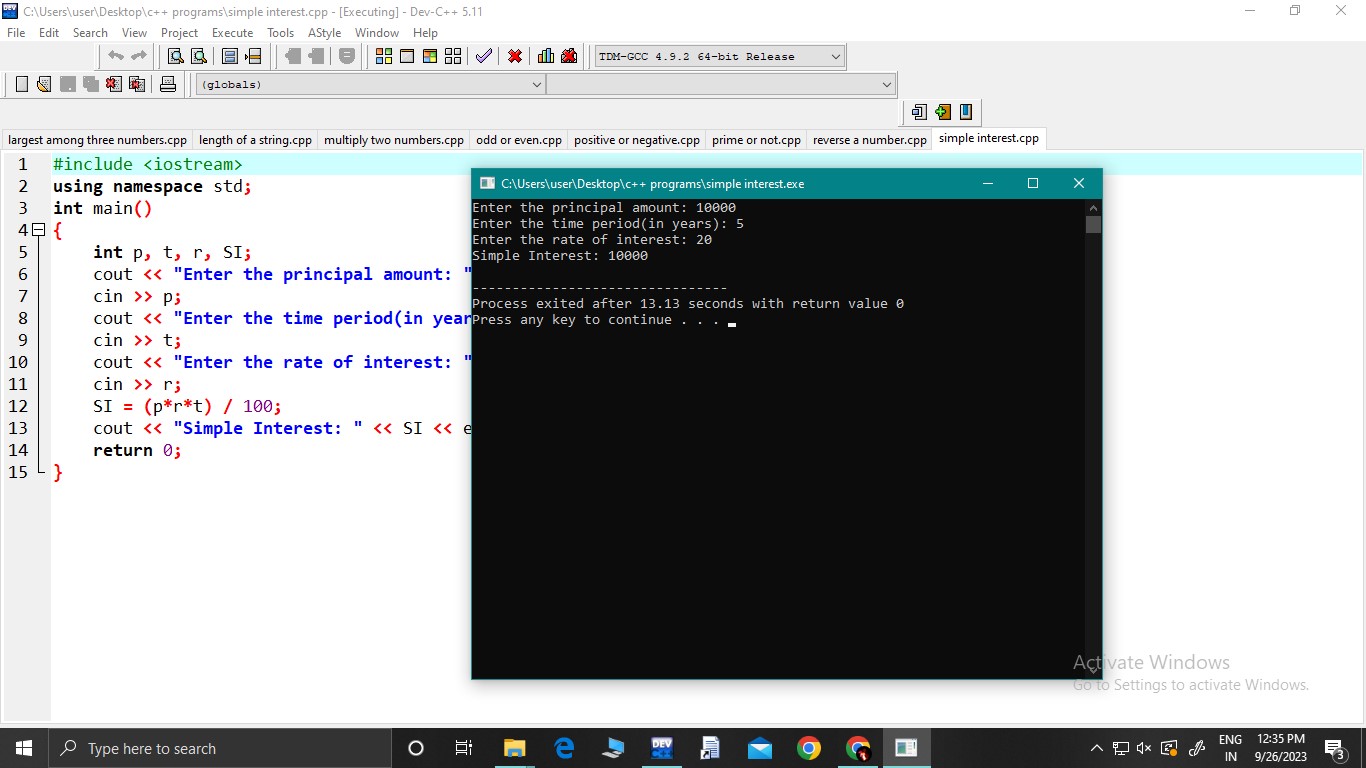 C:\Users\user\Desktop\c++ programs\simple interest.cpp - [Executing] - Dev-C++ 5.11
File Edit Search View Project Execute Tools AStyle Window Help
TDM-GCC 4.9.2 64-bit Release
(globals)
largest among three numbers.cpp length of a string.cpp multiply two numbers.cpp odd or even.cpp positive or negative.cpp prime or not.cpp reverse a number.cpp simple interest.cpp
1 #include <iostream>
2 using namespace std;
3 int main()
4 {
5 int p, t, r, SI;
6 cout << "Enter the principal amount: "
7 cin >> p;
8 cout << "Enter the time period(in year
9 cin >> t;
10 cout << "Enter the rate of interest: "
11 cin >> r;
12 SI = (p*r*t) / 100;
13 cout << "Simple Interest: " << SI << e
14 return 0;
15 }
C:\Users\user\Desktop\c++ programs\simple interest.exe
Enter the principal amount: 10000
Enter the time period(in years): 5
Enter the rate of interest: 20
Simple Interest: 10000
--------------------------------
Process exited after 13.13 seconds with return value 0
Press any key to continue . . .
Activate Windows
Go to Settings to activate Windows.
Type here to search
DEV
ENG
IN
12:35 PM
9/26/2023
3